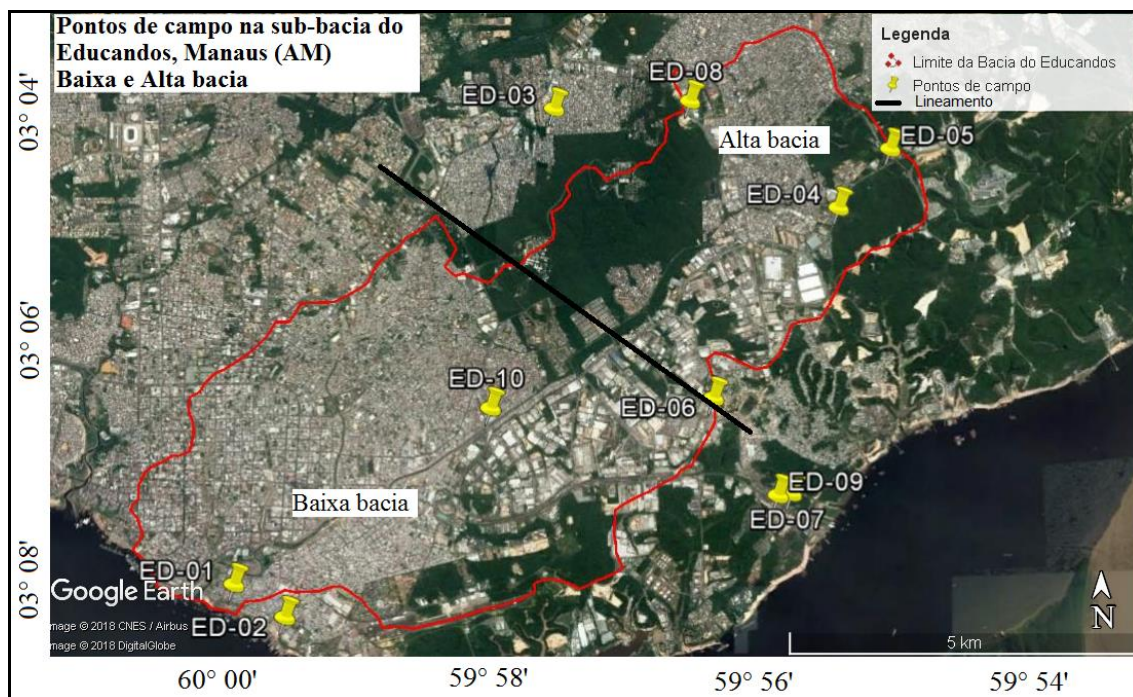 Pontos de campo na sub-bacia do
Educandos, Manaus (AM)
Baixa e Alta bacia
Legenda
Limite da Bacia do Educandos
Pontos de campo
Lineamento
03° 04'
03° 06'
03° 08'
ED-08
ED-03
Alta bacia
ED-05
ED-04
ED-10
ED-06
ED-09
ED-07
Baixa bacia
ED-01
ED-02
Google Earth
mage © 2018 CNES / Airbus
mage © 2018 DigitalGlobe
N
5 km
60° 00'
59° 58'
59° 56'
59° 54'